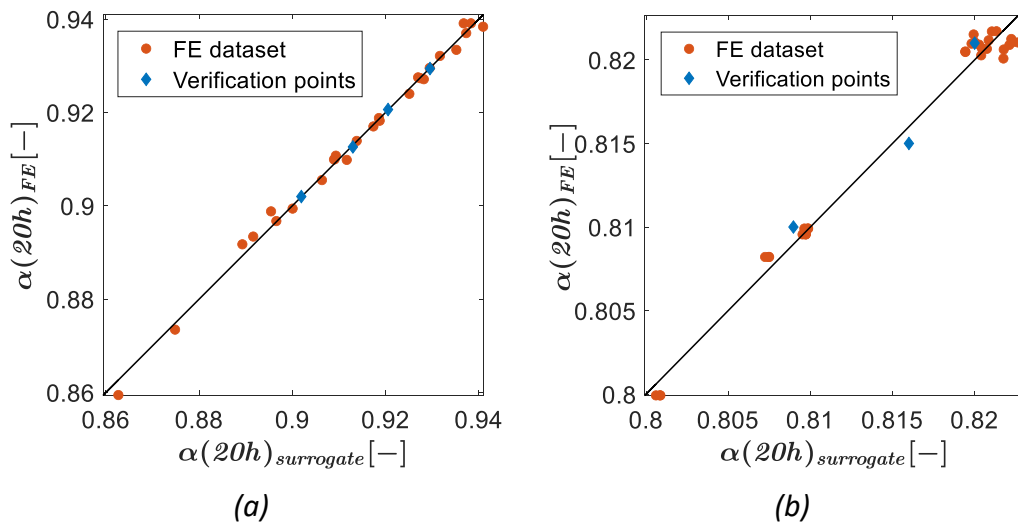 0.94
0.92
0.9
0.88
0.86
α(20h)FE[−]
FE dataset
Verification points
0.86
0.88
0.9
0.92
0.94
α(20h)surrogate[−]
(a)
0.82
0.815
0.81
0.805
0.8
α(20h)FE[−]
FE dataset
Verification points
0.8
0.805
0.81
0.815
0.82
α(20h)surrogate[−]
(b)